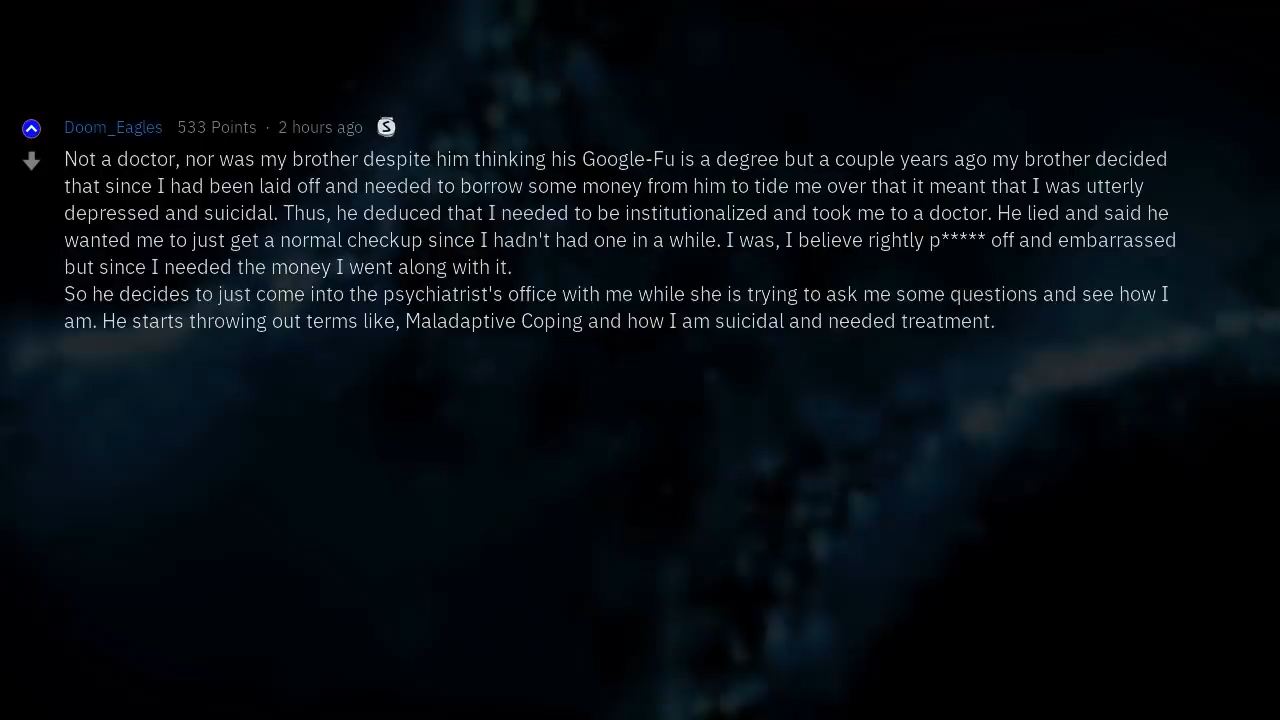 Doom_Eagles 533 Points · 2 hours ago
Not a doctor, nor was my brother despite him thinking his Google-Fu is a degree but a couple years ago my brother decided
that since I had been laid off and needed to borrow some money from him to tide me over that it meant that I was utterly
depressed and suicidal. Thus, he deduced that I needed to be institutionalized and took me to a doctor. He lied and said he
wanted me to just get a normal checkup since I hadn't had one in a while. I was, I believe rightly p***** off and embarrassed
but since I needed the money I went along with it.
So he decides to just come into the psychiatrist's office with me while she is trying to ask me some questions and see how I
am. He starts throwing out terms like, Maladaptive Coping and how I am suicidal and needed treatment.